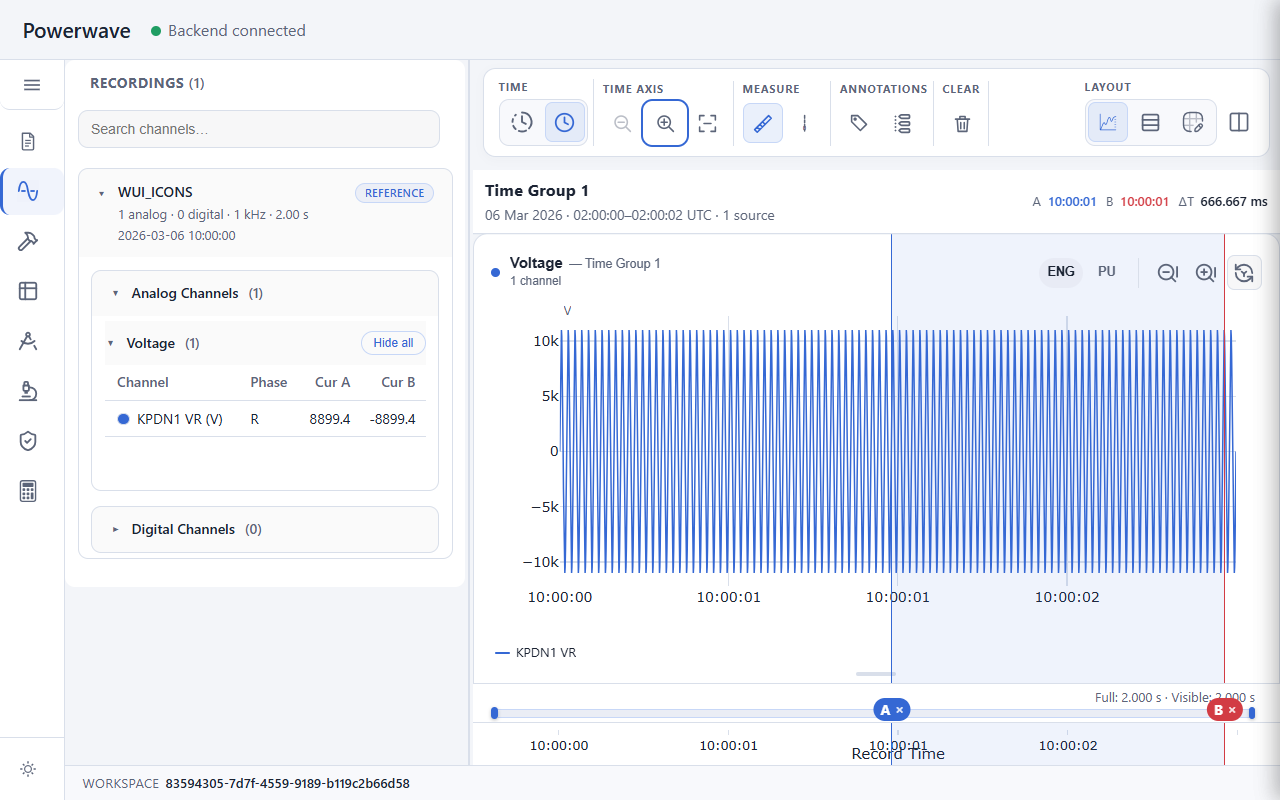 Powerwave
Backend connected
RECORDINGS (1)
Search channels...
WUI_ICONS
REFERENCE
1 analog · 0 digital · 1 kHz · 2.00 s
2026-03-06 10:00:00
Analog Channels (1)
Voltage (1)
Hide all
Channel Phase Cur A Cur B
KPDN1 VR (V) R 8899.4 -8899.4
Digital Channels (0)
TIME
TIME AXIS
MEASURE
ANNOTATIONS
CLEAR
LAYOUT
Time Group 1
06 Mar 2026 · 02:00:00–02:00:02 UTC · 1 source
A 10:00:01 B 10:00:01 ΔT 666.667 ms
Voltage — Time Group 1
1 channel
ENG PU
V
10k
5k
0
−5k
−10k
10:00:00 10:00:01 10:00:01 10:00:02
KPDN1 VR
Full: 2.000 s · Visible: 2.000 s
A ×
B ×
10:00:00 10:00:01 10:00:01 10:00:02
Record Time
WORKSPACE 83594305-7d7f-4559-9189-b119c2b66d58